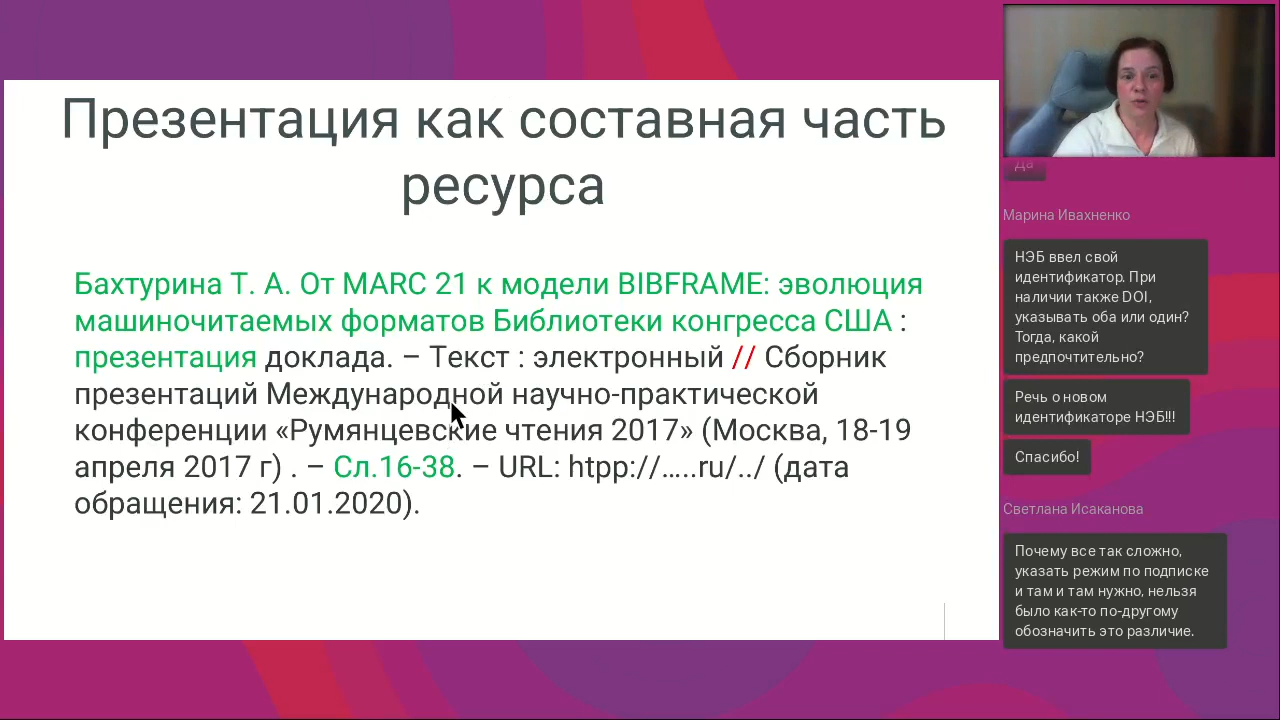 Презентация как составная часть
ресурса
Бахтурина Т. А. От MARC 21 к модели BIBFRAME: эволюция
машиночитаемых форматов Библиотеки конгресса США :
презентация доклада. – Текст : электронный // Сборник
презентаций Международной научно-практической
конференции «Румянцевские чтения 2017» (Москва, 18-19
апреля 2017 г) . – Сл.16-38. – URL: htpp://…..ru/../ (дата
обращения: 21.01.2020).
Да
Марина Ивахненко
НЭБ ввел свой
идентификатор. При
наличии также DOI,
указывать оба или один?
Тогда, какой
предпочтительно?
Речь о новом
идентификаторе НЭБ!!!
Спасибо!
Светлана Исаканова
Почему все так сложно,
указать режим по подписке
и там и там нужно, нельзя
было как-то по-другому
обозначить это различие.